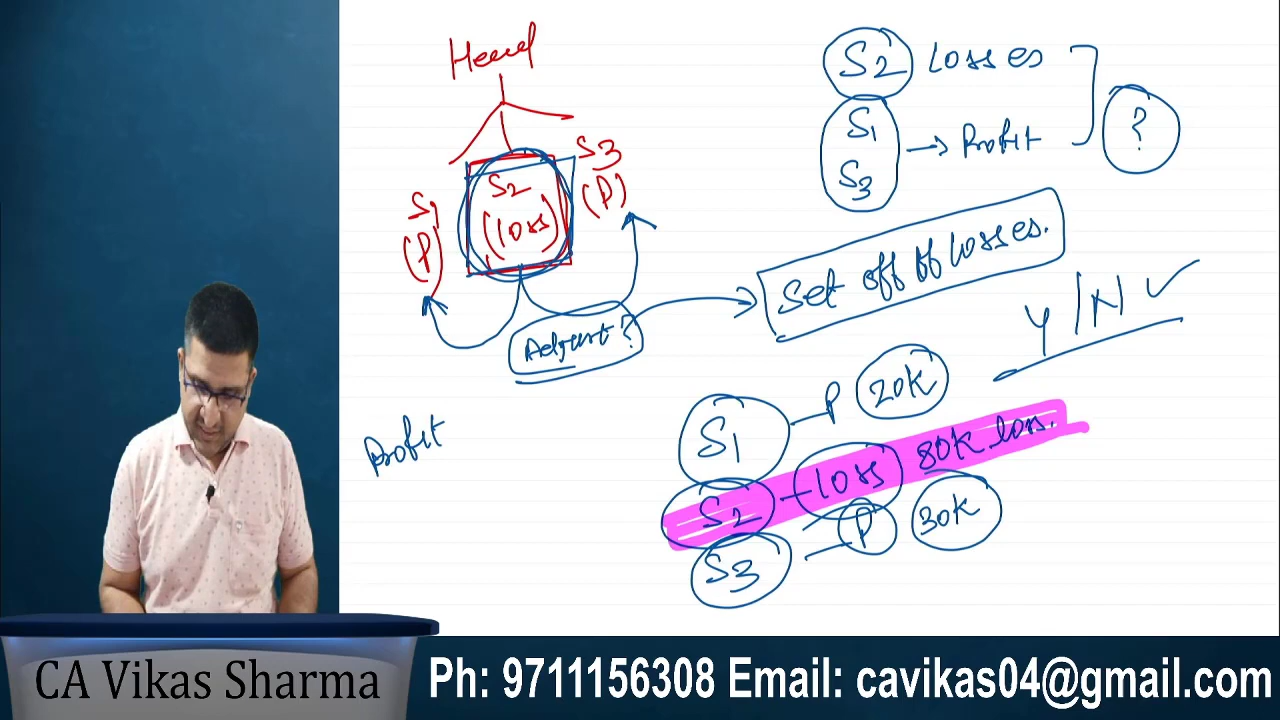 Head
S1
(P)
S2
(loss)
S3
(P)
Adjust?
S2 Losses
S1
S3
→ Profit
?
Set off of losses.
Y/N ✓
Profit
S1 — P 20K
S2 — loss 80K loss.
S3 — P 30K
CA Vikas Sharma
Ph: 9711156308 Email: cavikas04@gmail.com